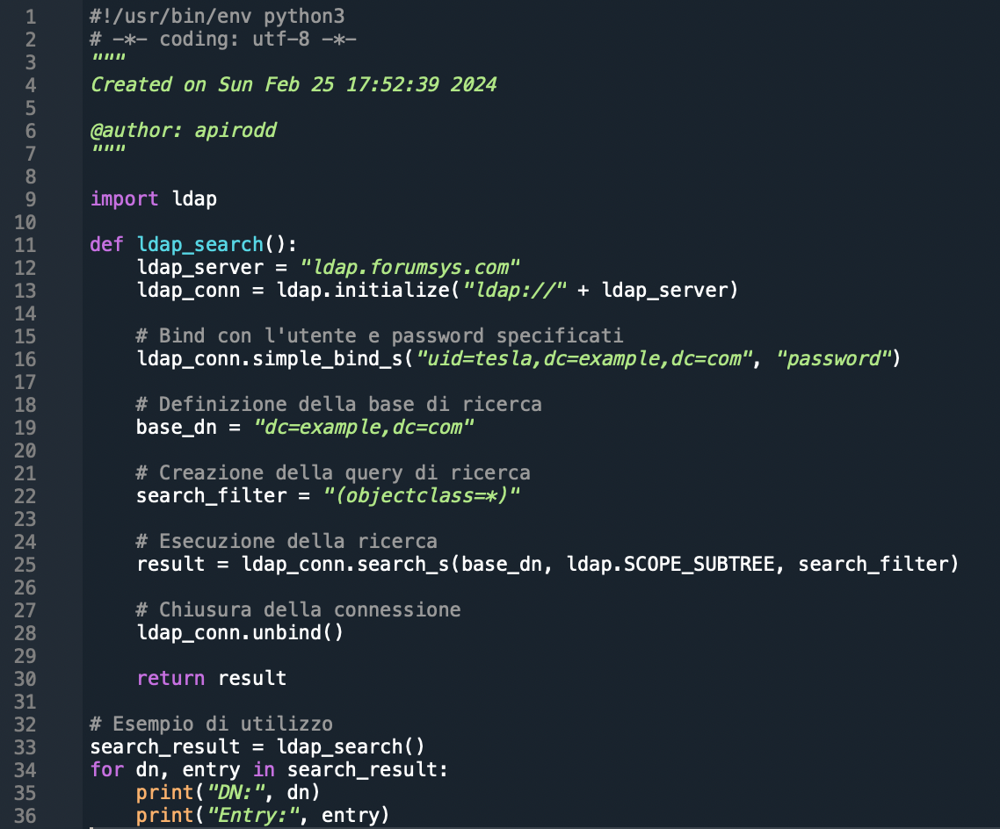 1 #!/usr/bin/env python3
2 # -*- coding: utf-8 -*-
3 """
4 Created on Sun Feb 25 17:52:39 2024
5
6 @author: apirodd
7 """
8
9 import ldap
10
11 def ldap_search():
12     ldap_server = "ldap.forumsys.com"
13     ldap_conn = ldap.initialize("ldap://" + ldap_server)
14
15     # Bind con l'utente e password specificati
16     ldap_conn.simple_bind_s("uid=tesla,dc=example,dc=com", "password")
17
18     # Definizione della base di ricerca
19     base_dn = "dc=example,dc=com"
20
21     # Creazione della query di ricerca
22     search_filter = "(objectclass=*)"
23
24     # Esecuzione della ricerca
25     result = ldap_conn.search_s(base_dn, ldap.SCOPE_SUBTREE, search_filter)
26
27     # Chiusura della connessione
28     ldap_conn.unbind()
29
30     return result
31
32 # Esempio di utilizzo
33 search_result = ldap_search()
34 for dn, entry in search_result:
35     print("DN:", dn)
36     print("Entry:", entry)